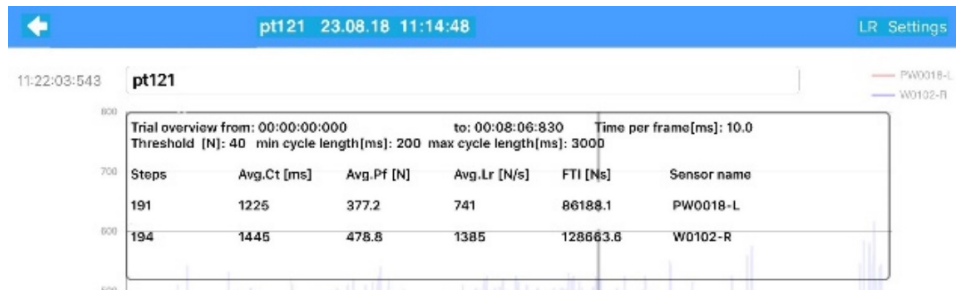 pt121 23.08.18 11:14:48 LR Settings
11:22:03:543 pt121 PW0018-L
W0102-R
800
Trial overview from: 00:00:00:000 to: 00:08:06:830 Time per frame[ms]: 10.0
Threshold [N]: 40 min cycle length[ms]: 200 max cycle length[ms]: 3000
700 Steps Avg.Ct [ms] Avg.Pf [N] Avg.Lr [N/s] FTI [Ns] Sensor name
191 1225 377.2 741 86188.1 PW0018-L
600 194 1445 478.8 1385 128663.6 W0102-R
500